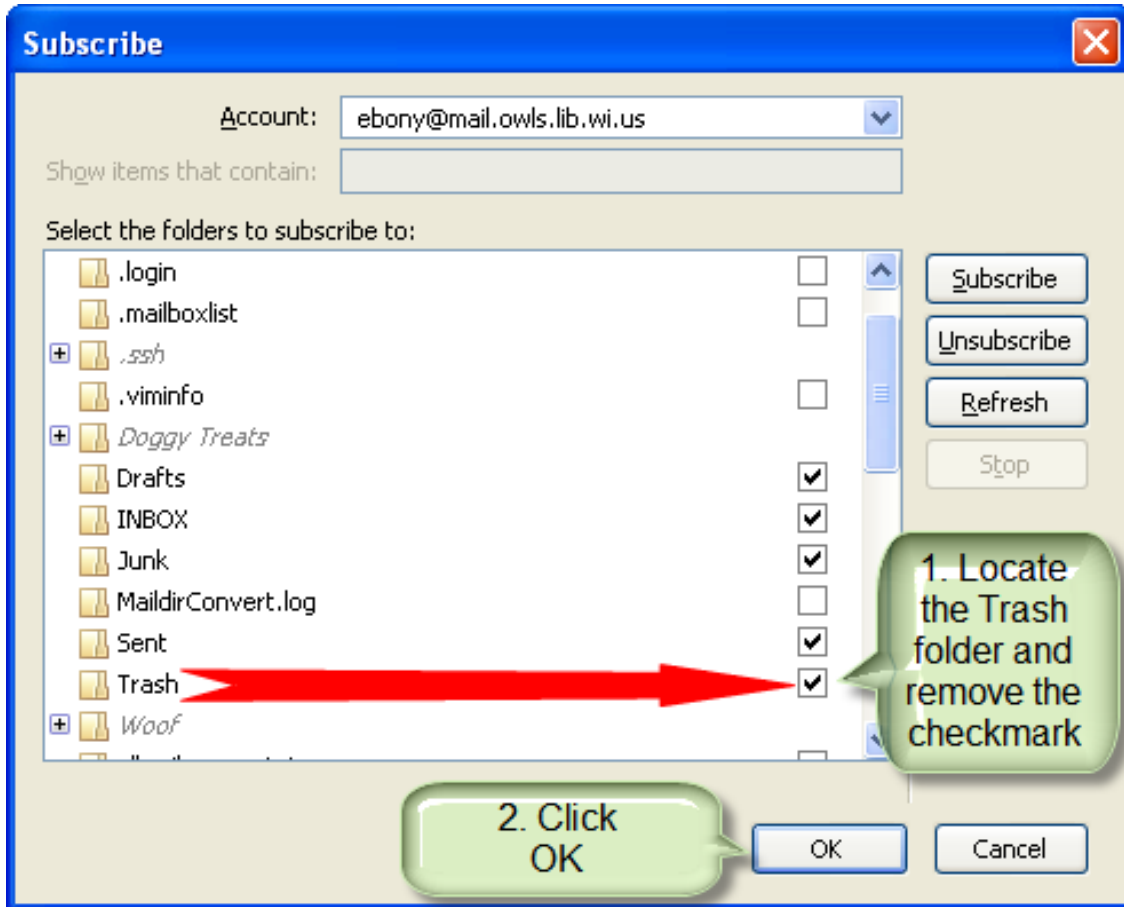 Subscribe
Account: ebony@mail.owls.lib.wi.us
Show items that contain:
Select the folders to subscribe to:
.login
.mailboxlist
.ssh
.viminfo
Doggy Treats
Drafts
INBOX
Junk
MaildirConvert.log
Sent
Trash
Woof
Subscribe
Unsubscribe
Refresh
Stop
1. Locate
the Trash
folder and
remove the
checkmark
2. Click
OK
OK
Cancel